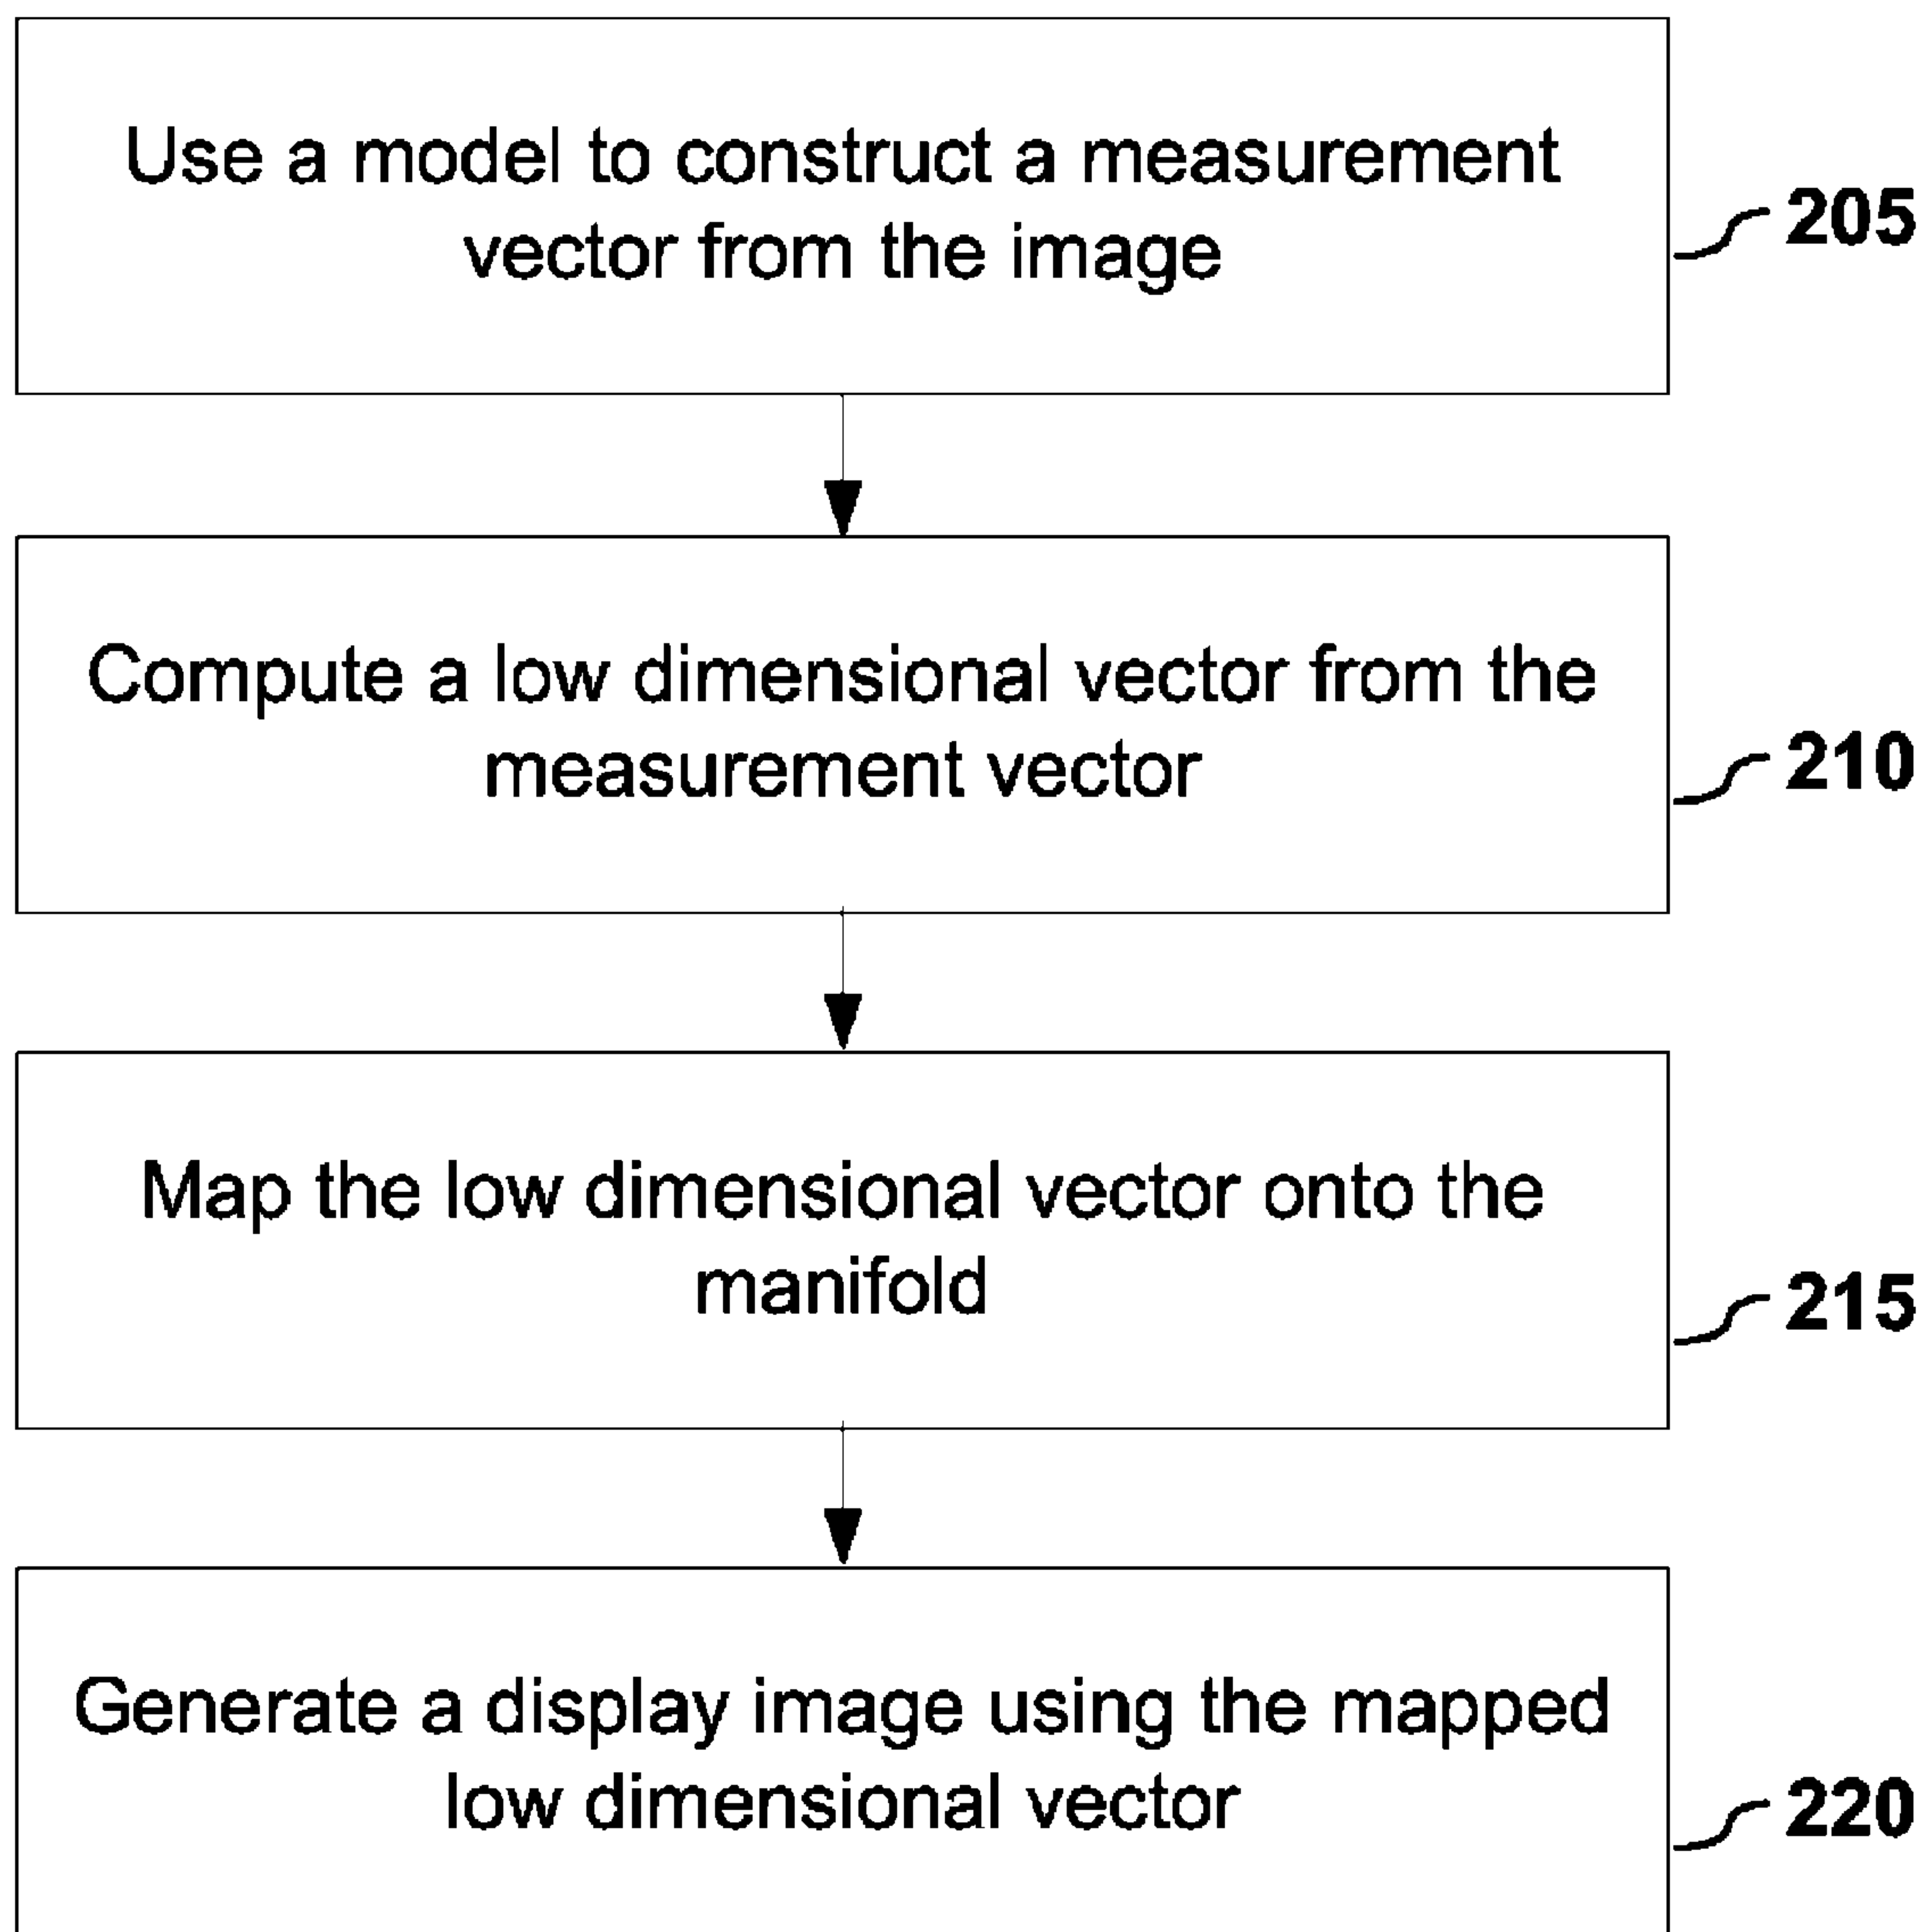 Use a model to construct a measurement
vector from the image
205
Compute a low dimensional vector from the
measurement vector
210
Map the low dimensional vector onto the
manifold
215
Generate a display image using the mapped
low dimensional vector
220